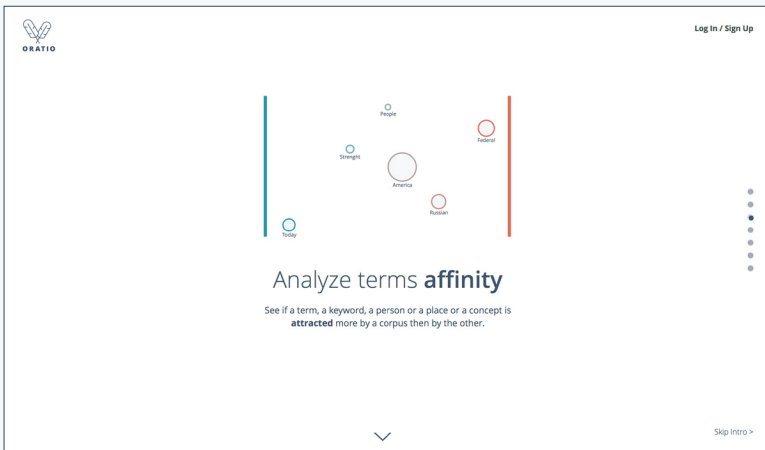 ORATIO
Log In / Sign Up
People
Federal
Strenght
America
Russian
Today
Analyze terms affinity
See if a term, a keyword, a person or a place or a concept is
attracted more by a corpus then by the other.
Skip Intro >